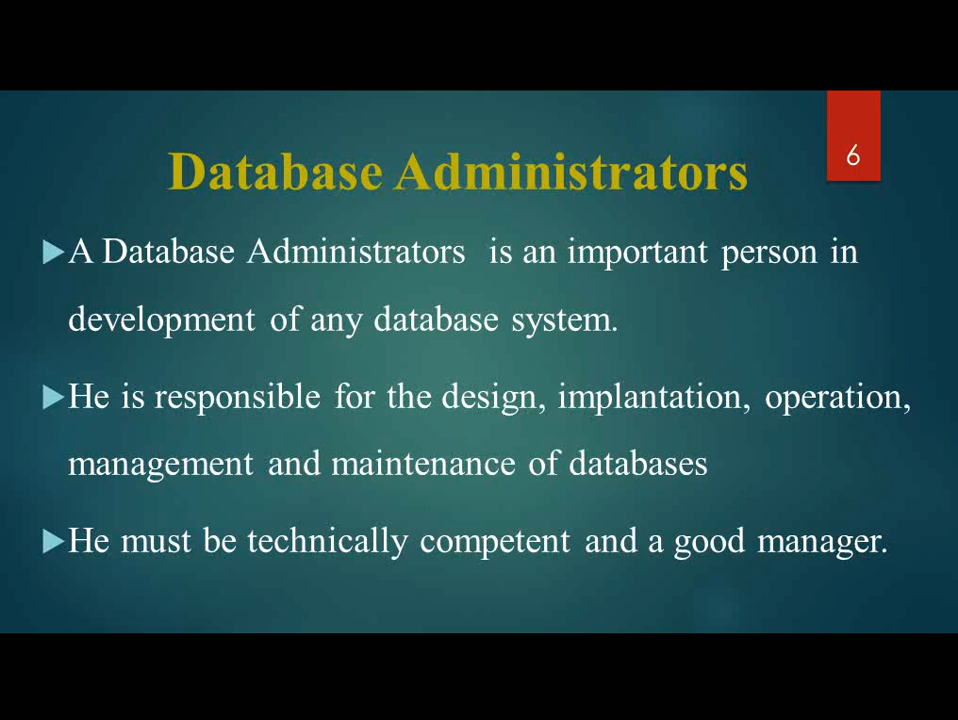 6
Database Administrators
A Database Administrators is an important person in
development of any database system.
He is responsible for the design, implantation, operation,
management and maintenance of databases
He must be technically competent and a good manager.